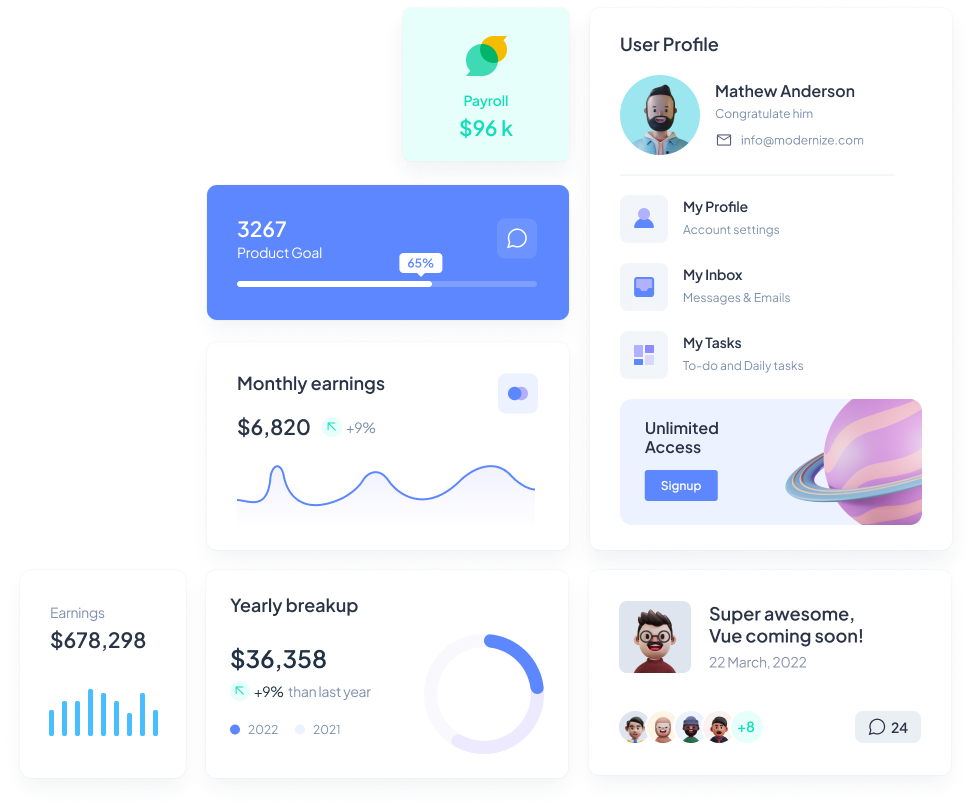 Payroll
$96 k
User Profile
Mathew Anderson
Congratulate him
info@modernize.com
3267
Product Goal
65%
My Profile
Account settings
My Inbox
Messages & Emails
My Tasks
To-do and Daily tasks
Monthly earnings
$6,820 +9%
Unlimited
Access
Signup
Earnings
$678,298
Yearly breakup
$36,358
+9% than last year
2022 2021
Super awesome,
Vue coming soon!
22 March, 2022
+8
24